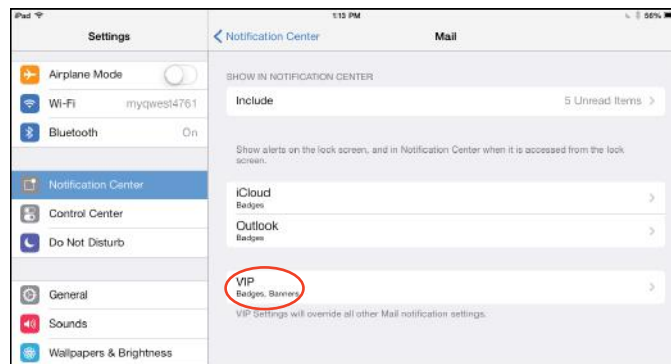 iPad
1:13 PM
56%
Settings
Notification Center
Mail
Airplane Mode
Wi-Fi
myqwest4761
Bluetooth
On
Notification Center
Control Center
Do Not Disturb
General
Sounds
Wallpapers & Brightness
SHOW IN NOTIFICATION CENTER
Include
5 Unread Items
Show alerts on the lock screen, and in Notification Center when it is accessed from the lock
screen.
iCloud
Badges
Outlook
Badges
VIP
Badges, Banners
VIP Settings will override all other Mail notification settings.